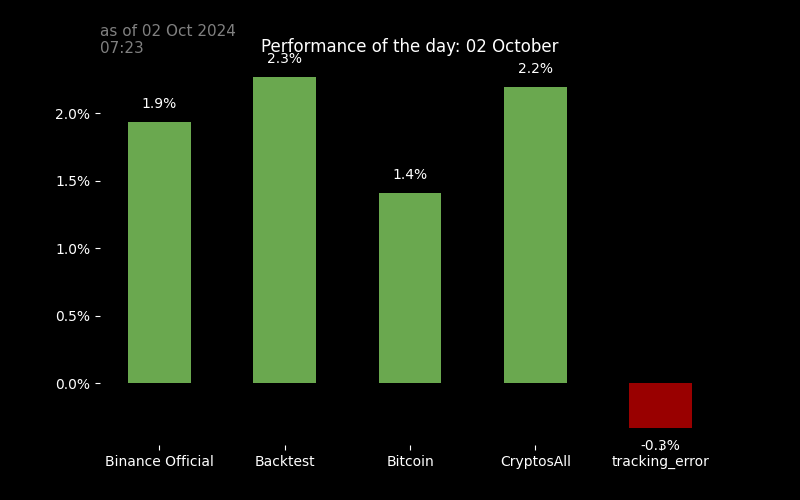 as of 02 Oct 2024
07:23
Performance of the day: 02 October
2.3%
2.2%
1.9%
1.4%
-0.3%
2.0%
1.5%
1.0%
0.5%
0.0%
Binance Official
Backtest
Bitcoin
CryptosAll
tracking_error